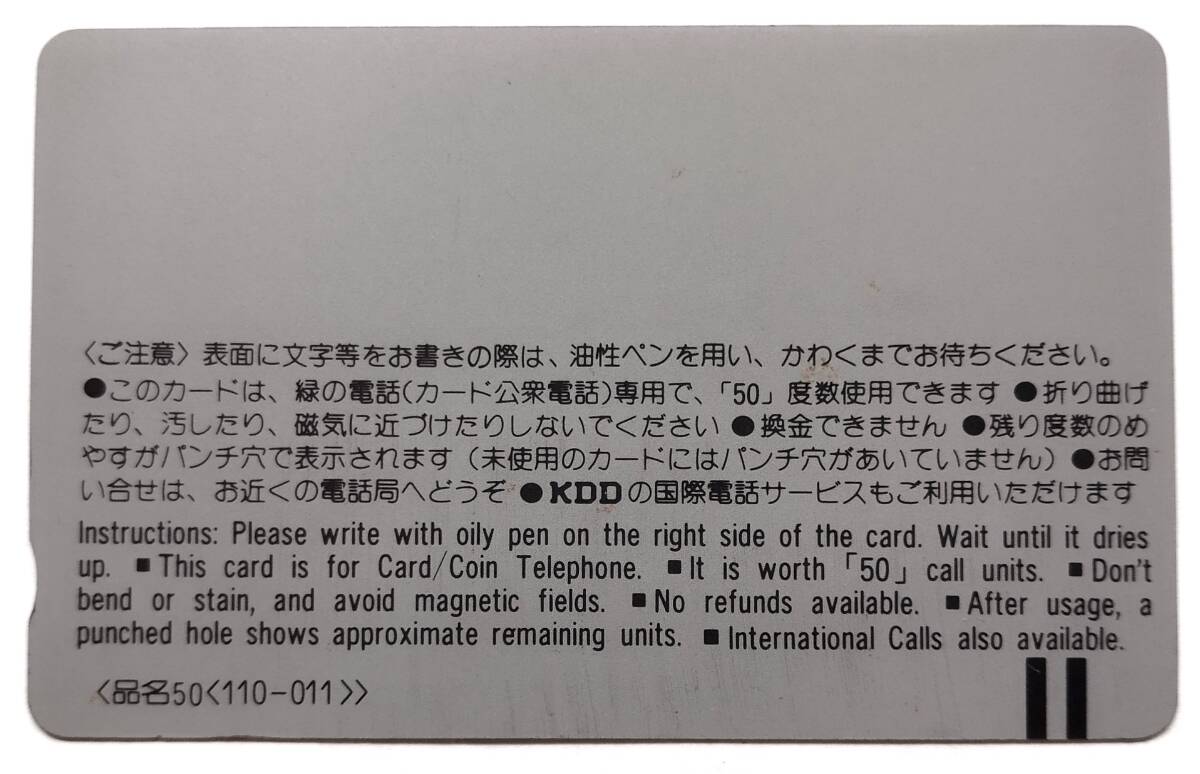 〈ご注意〉表面に文字等をお書きの際は、油性ペンを用い、かわくまでお待ちください。
●このカードは、緑の電話(カード公衆電話)専用で、「50」度数使用できます ●折り曲げ
たり、汚したり、磁気に近づけたりしないでください ●換金できません ●残り度数のめ
やすがパンチ穴で表示されます (未使用のカードにはパンチ穴があいていません) ●お問
い合せは、お近くの電話局へどうぞ ●KDDの国際電話サービスもご利用いただけます
Instructions: Please write with oily pen on the right side of the card. Wait until it dries
up. ■This card is for Card/Coin Telephone. ■It is worth「50」call units. ■Don't
bend or stain, and avoid magnetic fields. ■No refunds available. ■After usage, a
punched hole shows approximate remaining units. ■International Calls also available.
〈品名50〈110-011〉〉